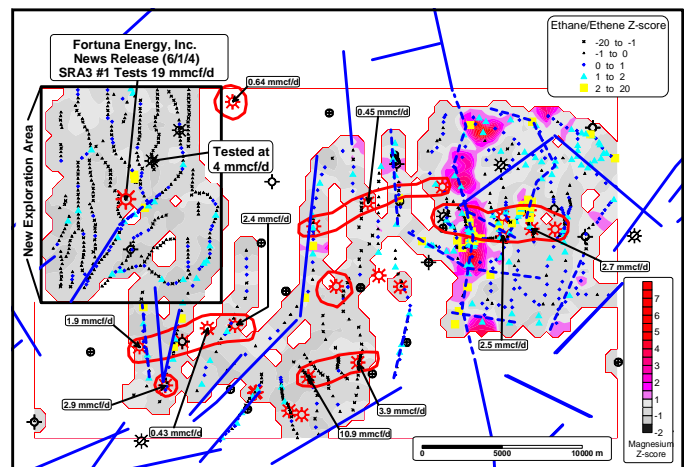 Fortuna Energy, Inc.
News Release (6/1/4)
SRA3 #1 Tests 19 mmcf/d
Ethane/Ethene Z-score
-20 to -1
-1 to 0
0 to 1
1 to 2
2 to 20
0.64 mmcf/d
0.45 mmcf/d
New Exploration Area
Tested at
4 mmcf/d
2.4 mmcf/d
2.7 mmcf/d
1.9 mmcf/d
2.5 mmcf/d
2.9 mmcf/d
0.43 mmcf/d
10.9 mmcf/d
3.9 mmcf/d
7
6
5
4
3
2
1
0
-1
-2
Magnesium
Z-score
0
5000
10000 m